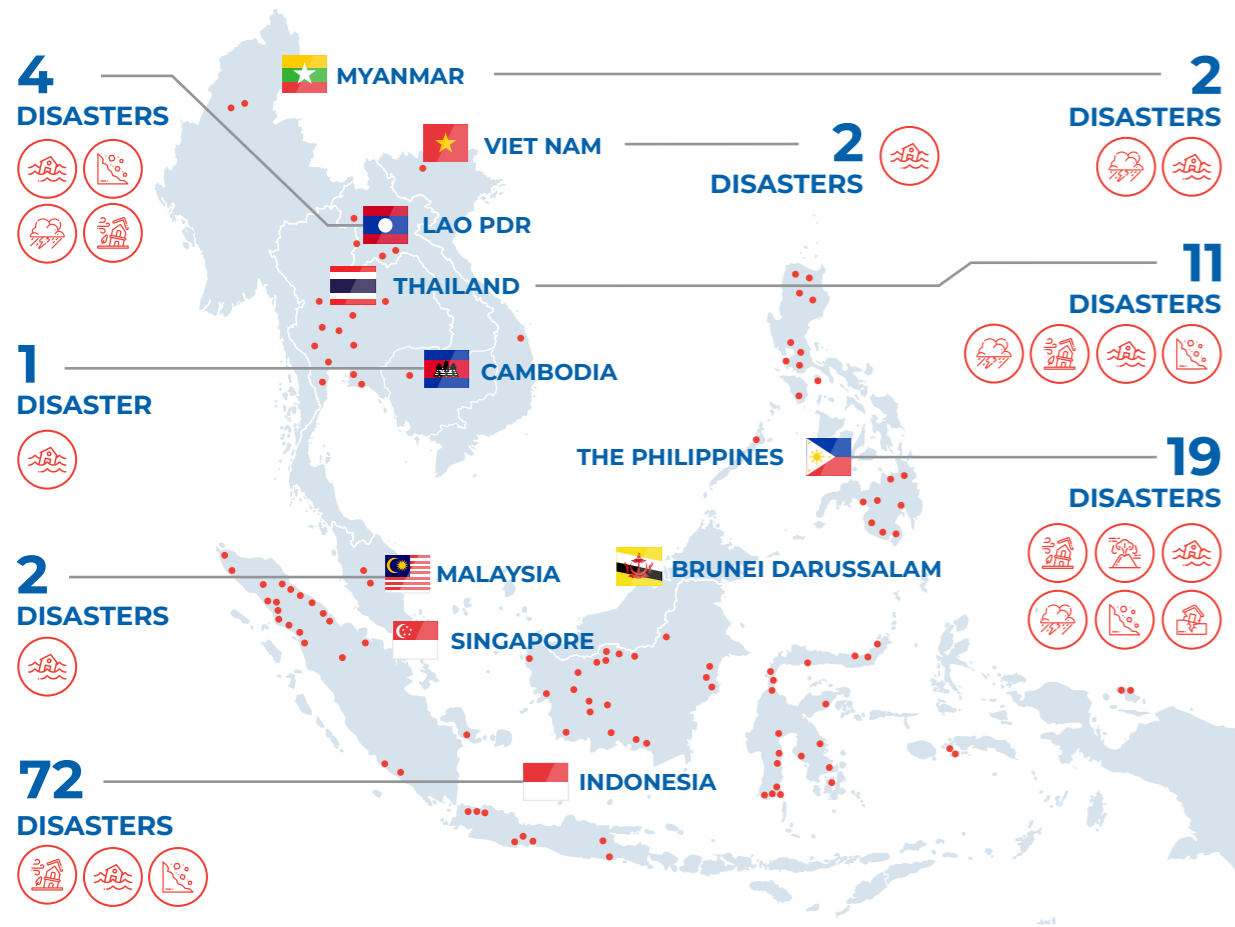 4
DISASTERS
MYANMAR
2
DISASTERS
VIET NAM
2
DISASTERS
LAO PDR
THAILAND
11
DISASTERS
1
DISASTER
CAMBODIA
THE PHILIPPINES
19
DISASTERS
2
DISASTERS
MALAYSIA
BRUNEI DARUSSALAM
SINGAPORE
72
DISASTERS
INDONESIA